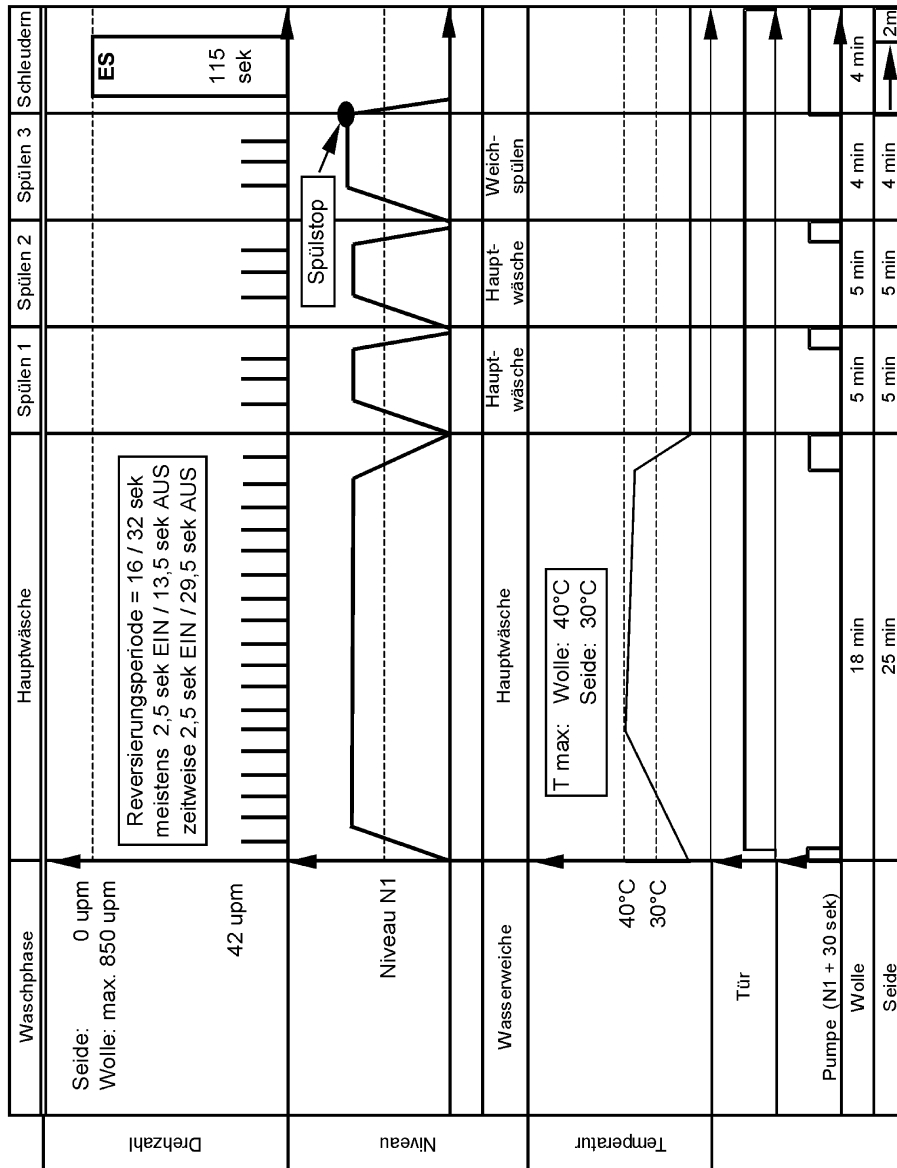 Waschphase
Hauptwäsche
Spülen 1
Spülen 2
Spülen 3
Schleudern
Drehzahl
Seide: 0 upm
Wolle: max. 850 upm
42 upm
Reversierungsperiode = 16 / 32 sek
meistens 2,5 sek EIN / 13,5 sek AUS
zeitweise 2,5 sek EIN / 29,5 sek AUS
ES
115
sek
Niveau
Niveau N1
Spülstop
Wasserweiche
Hauptwäsche
Haupt-
wäsche
Haupt-
wäsche
Weich-
spülen
Temperatur
40°C
30°C
T max: Wolle: 40°C
Seide: 30°C
Tür
Pumpe (N1 + 30 sek)
Wolle
18 min
5 min
5 min
4 min
4 min
Seide
25 min
5 min
5 min
4 min
2m